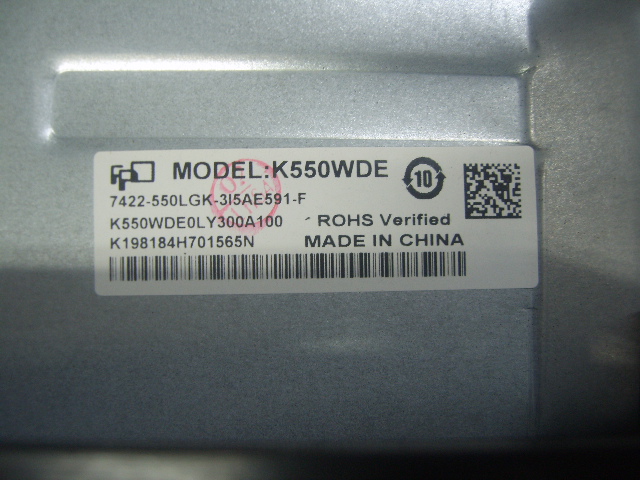 MODEL:K550WDE
10
7422-550LGK-3I5AE591-F
K550WDE0LY300A100
ROHS Verified
K198184H701565N
MADE IN CHINA